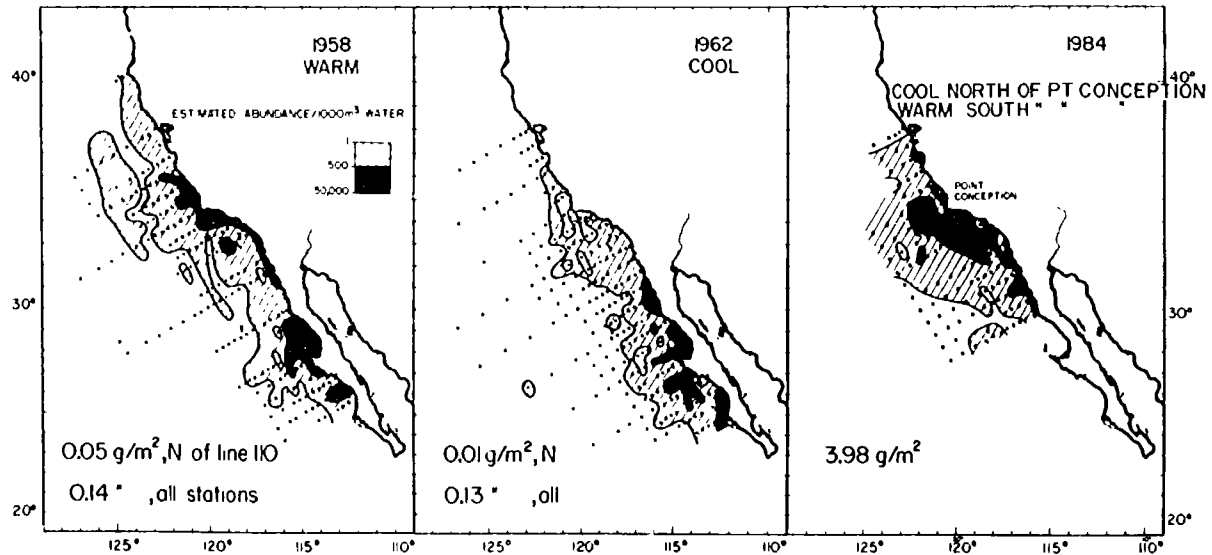 1958
WARM
ESTIMATED ABUNDANCE/1000m³ WATER
1
500
50,000
40°
30°
20°
0.05 g/m², N of line 110
0.14 " , all stations
125° 120° 115° 110°
1962
COOL
0.01 g/m², N
0.13 " , all
125° 120° 115° 110°
1984
COOL NORTH OF PT CONCEPTION
WARM SOUTH " " "
POINT
CONCEPTION
3.98 g/m²
40°
30°
20°
125° 120° 115° 110°